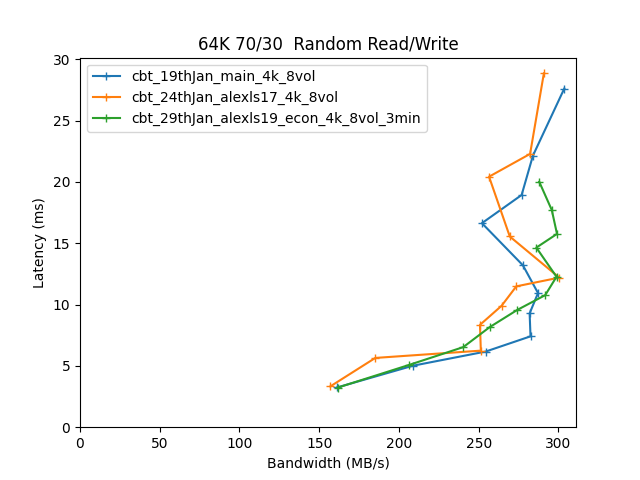 64K 70/30  Random Read/Write
cbt_19thJan_main_4k_8vol
cbt_24thJan_alexls17_4k_8vol
cbt_29thJan_alexls19_econ_4k_8vol_3min
Latency (ms)
30
25
20
15
10
5
0
0 50 100 150 200 250 300
Bandwidth (MB/s)